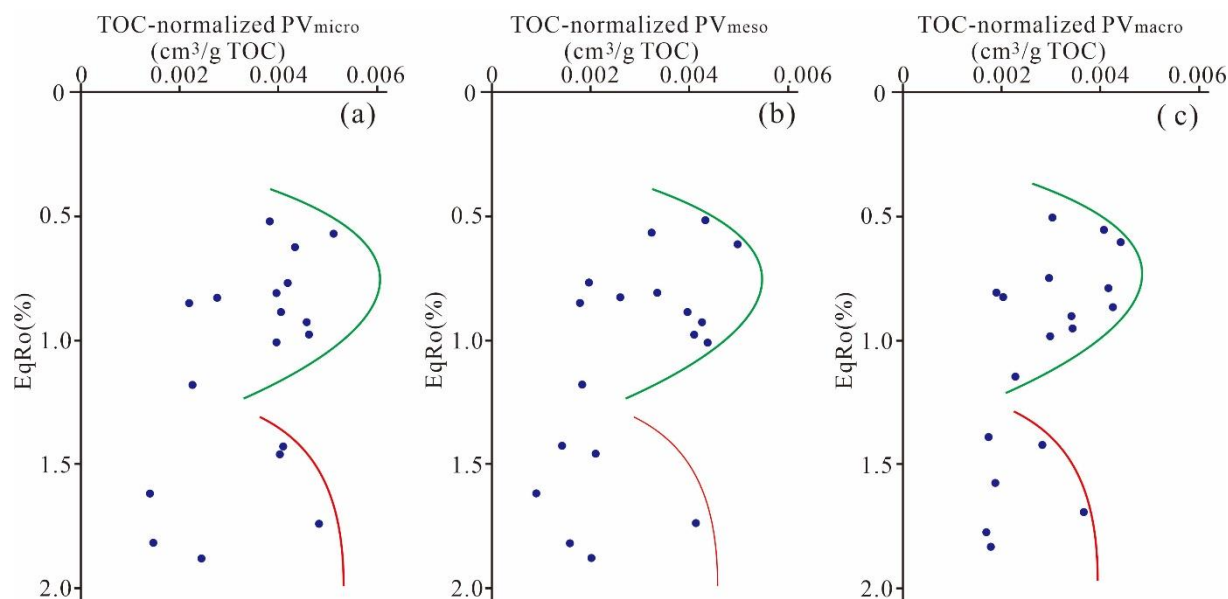 TOC-normalized PVmicro
(cm³/g TOC)
0 0.002 0.004 0.006
0
0.5
1.0
1.5
2.0
EqRo(%)
(a)
TOC-normalized PVmeso
(cm³/g TOC)
0 0.002 0.004 0.006
0
0.5
1.0
1.5
2.0
EqRo(%)
(b)
TOC-normalized PVmacro
(cm³/g TOC)
0 0.002 0.004 0.006
0
0.5
1.0
1.5
2.0
EqRo(%)
( c)